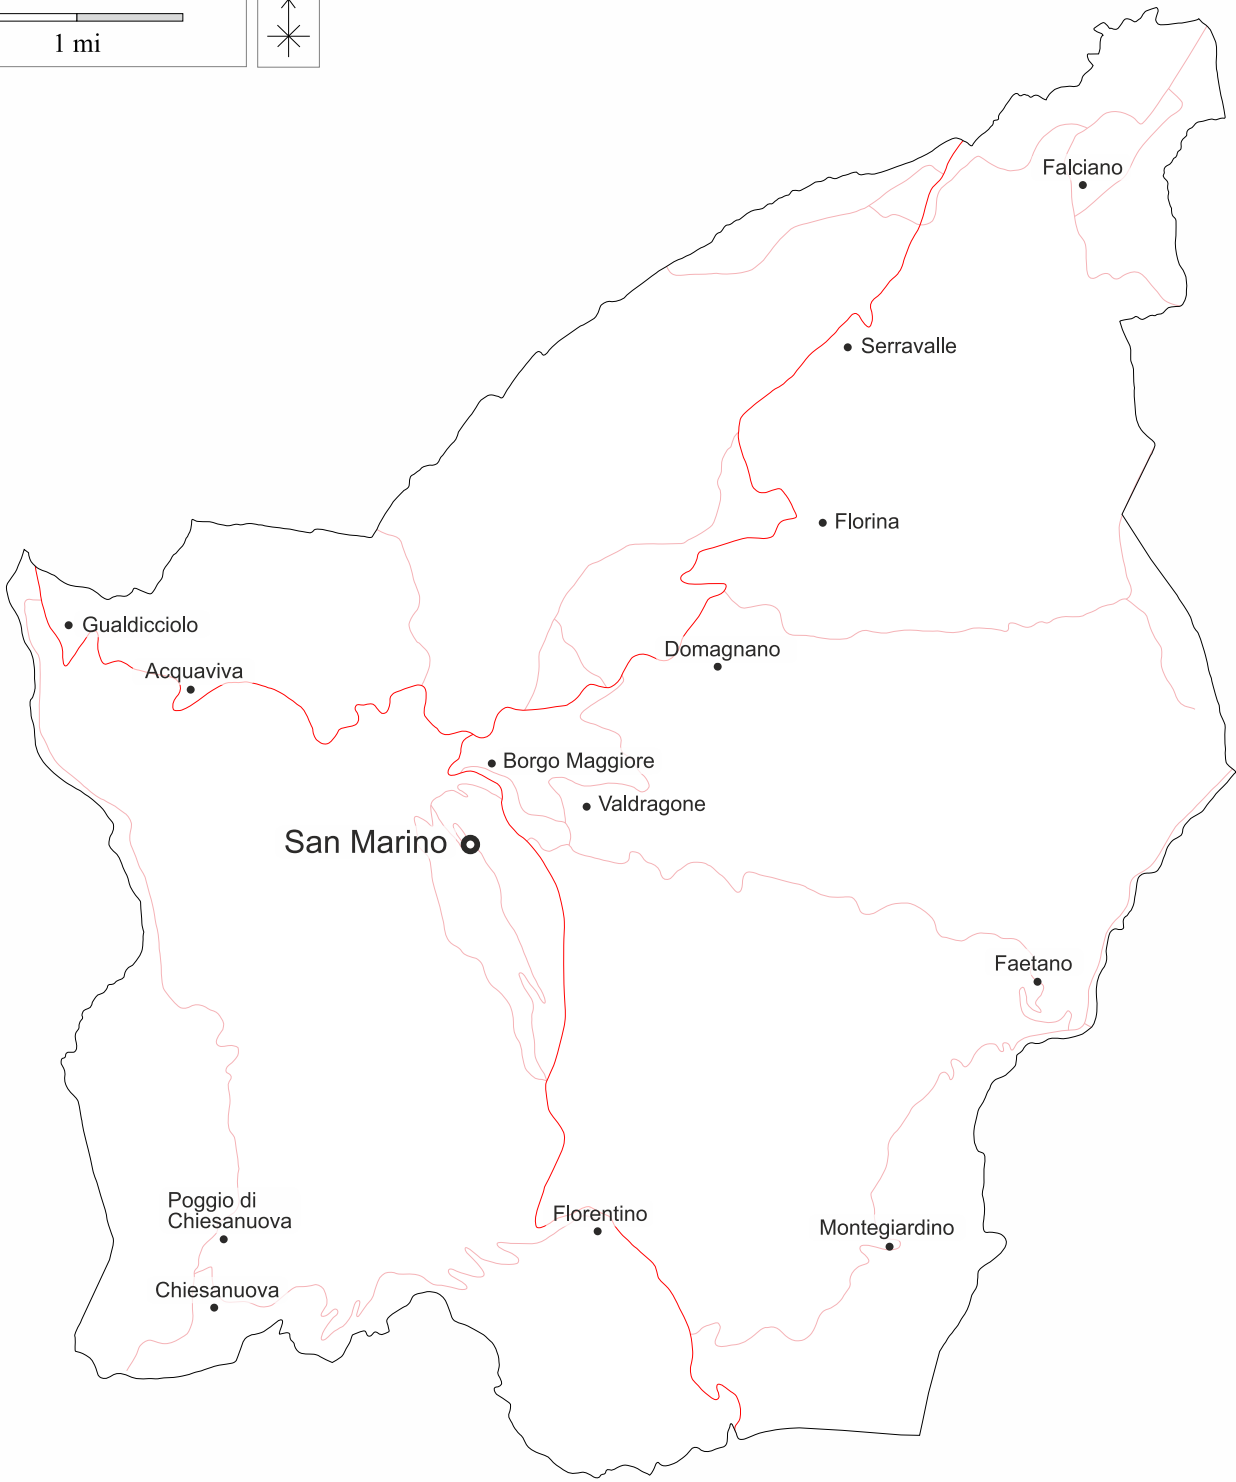 1 mi
Falciano
Serravalle
Florina
Gualdicciolo
Domagnano
Acquaviva
Borgo Maggiore
Valdragone
San Marino
Faetano
Poggio di
Chiesanuova
Florentino
Montegiardino
Chiesanuova